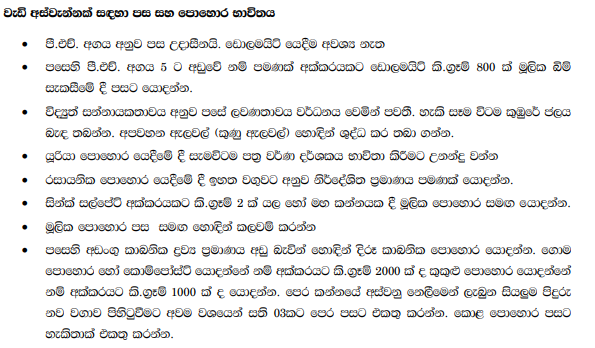 වැඩි අස්වැන්නක් සඳහා පස සහ පොහොර භාවිතය
• පී.එච්. අගය අනුව පස උදාසීනයි. ඩොලමයිට් යෙදීම අවශ්‍ය නැත
• පසෙහි පී.එච්. අගය 5 ට අඩුවේ නම් පමණක් අක්කරයකට ඩොලමයිට් කි.ග්‍රෑම් 800 ක් මූලික බිම්
සැකසීමේ දී පසට යොදන්න.
• විද්‍යුත් සන්නායකතාවය අනුව පසේ ලවණතාවය වර්ධනය වෙමින් පවතී. හැකි සෑම විටම කුඹුරේ ජලය
බැඳ තබන්න. අපවහන ඇලවල් (කුණු ඇලවල්) හොඳින් ශුද්ධ කර තබා ගන්න.
• යූරියා පොහොර යෙදීමේ දී සැමවිටම පත්‍ර වර්ණ දර්ශකය භාවිතා කිරීමට උනන්දු වන්න
• රසායනික පොහොර යෙදීමේ දී ඉහත වගුවට අනුව නිර්දේශිත ප්‍රමාණය පමණක් යොදන්න.
• සින්ක් සල්පේට් අක්කරයකට කි.ග්‍රෑම් 2 ක් යල හෝ මහ කන්නයක දී මූලික පොහොර සමඟ යොදන්න.
• මූලික පොහොර පස සමඟ හොඳින් කලවම් කරන්න
• පසෙහි අඩංගු කාබනික ද්‍රව්‍ය ප්‍රමාණය අඩු බැවින් හොඳින් දිරූ කාබනික පොහොර යොදන්න. ගොම
පොහොර හෝ කොම්පෝස්ට් යොදන්නේ නම් අක්කරයට කි.ග්‍රෑම් 2000 ක් ද කුකුළු පොහොර යොදන්නේ
නම් අක්කරයට කි.ග්‍රෑම් 1000 ක් ද යොදන්න. පෙර කන්නයේ අස්වනු නෙලීමෙන් ලැබුන සියලුම පිදුරු
නව වගාව පිහිටුවීමට අවම වශයෙන් සති 03කට පෙර පසට එකතු කරන්න. කොළ පොහොර පසට
හැකිතාක් එකතු කරන්න.